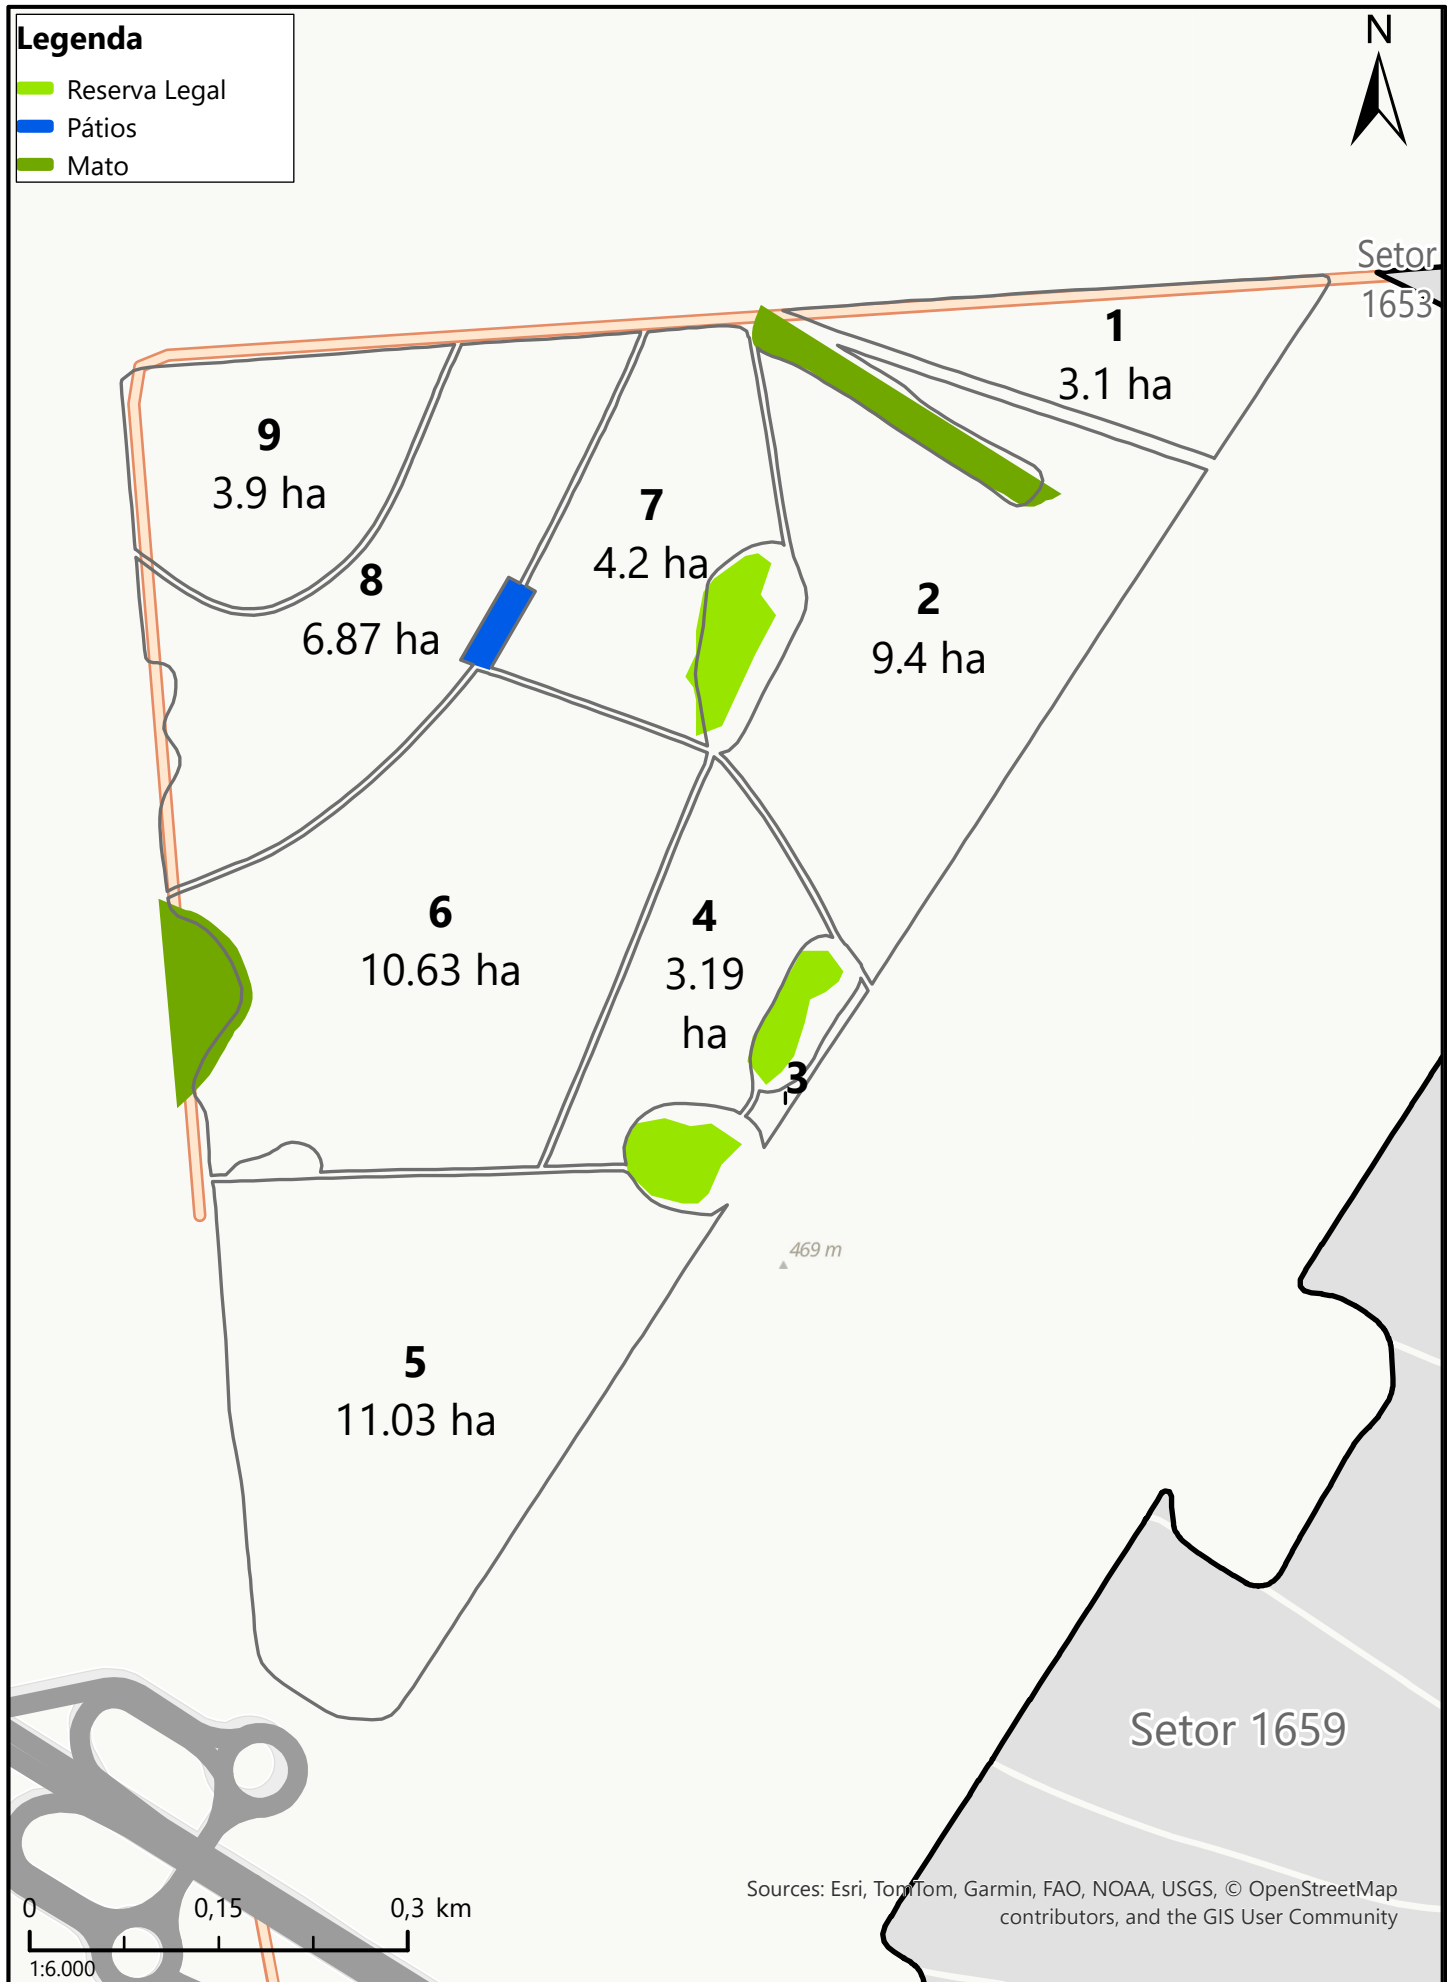 Legenda
Reserva Legal
Pátios
Mato
N
Setor
1653
1
3.1 ha
9
3.9 ha
7
4.2 ha
8
6.87 ha
2
9.4 ha
6
10.63 ha
4
3.19
ha
3
-
469 m
5
11.03 ha
Setor 1659
Sources: Esri, TomTom, Garmin, FAO, NOAA, USGS, © OpenStreetMap
contributors, and the GIS User Community
0 0,15 0,3 km
1:6.000